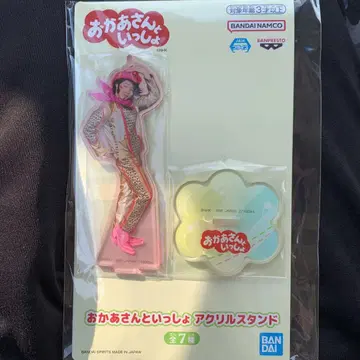 おかあさんといっしょ
対象年齢3才以上
BANDAI NAMCO
BANPRESTO
おかあさんといっしょ
おかあさんといっしょ アクリルスタンド
全7種
BANDAI SPIRITS MADE IN JAPAN
BAN
DAI